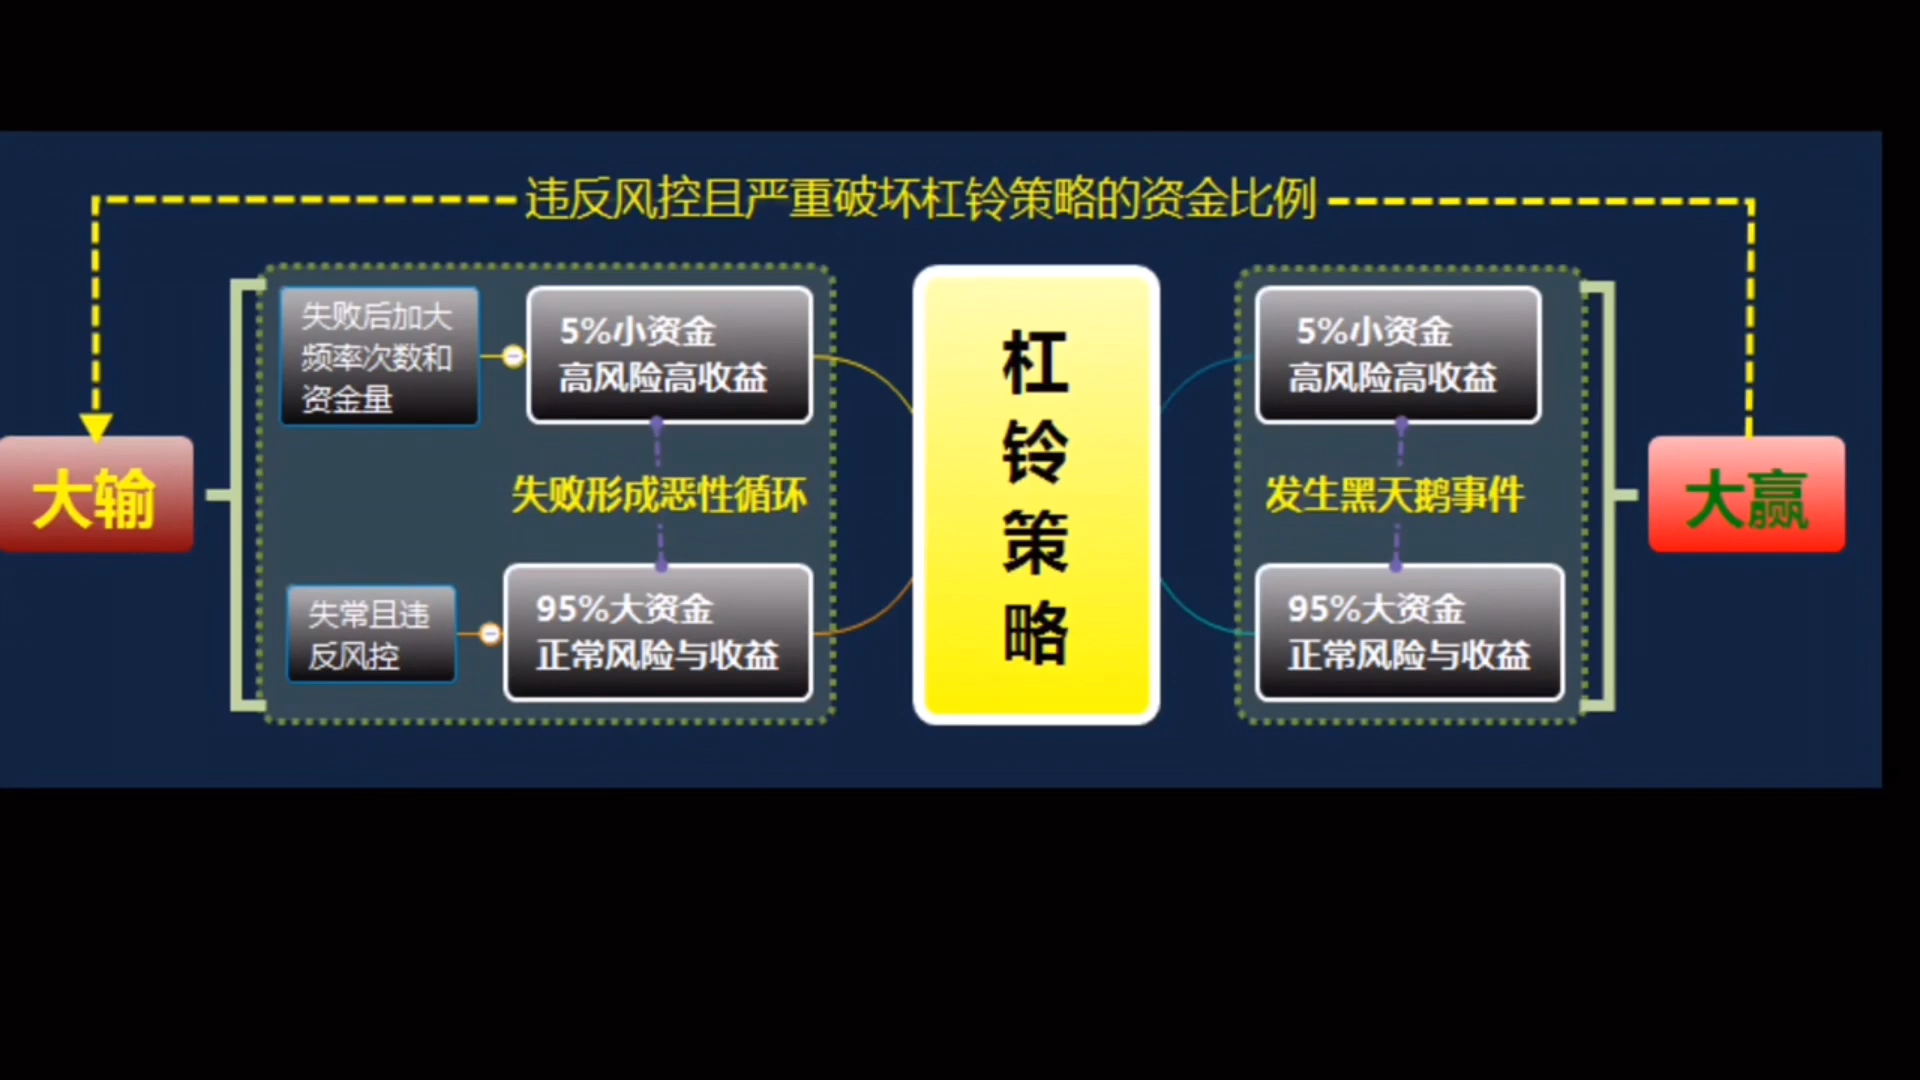 违反风控且严重破坏杠铃策略的资金比例
失败后加大
频率次数和
资金量
5%小资金
高风险高收益
失败形成恶性循环
失常且违
反风控
95%大资金
正常风险与收益
大输
杠
铃
策
略
5%小资金
高风险高收益
发生黑天鹅事件
95%大资金
正常风险与收益
大赢